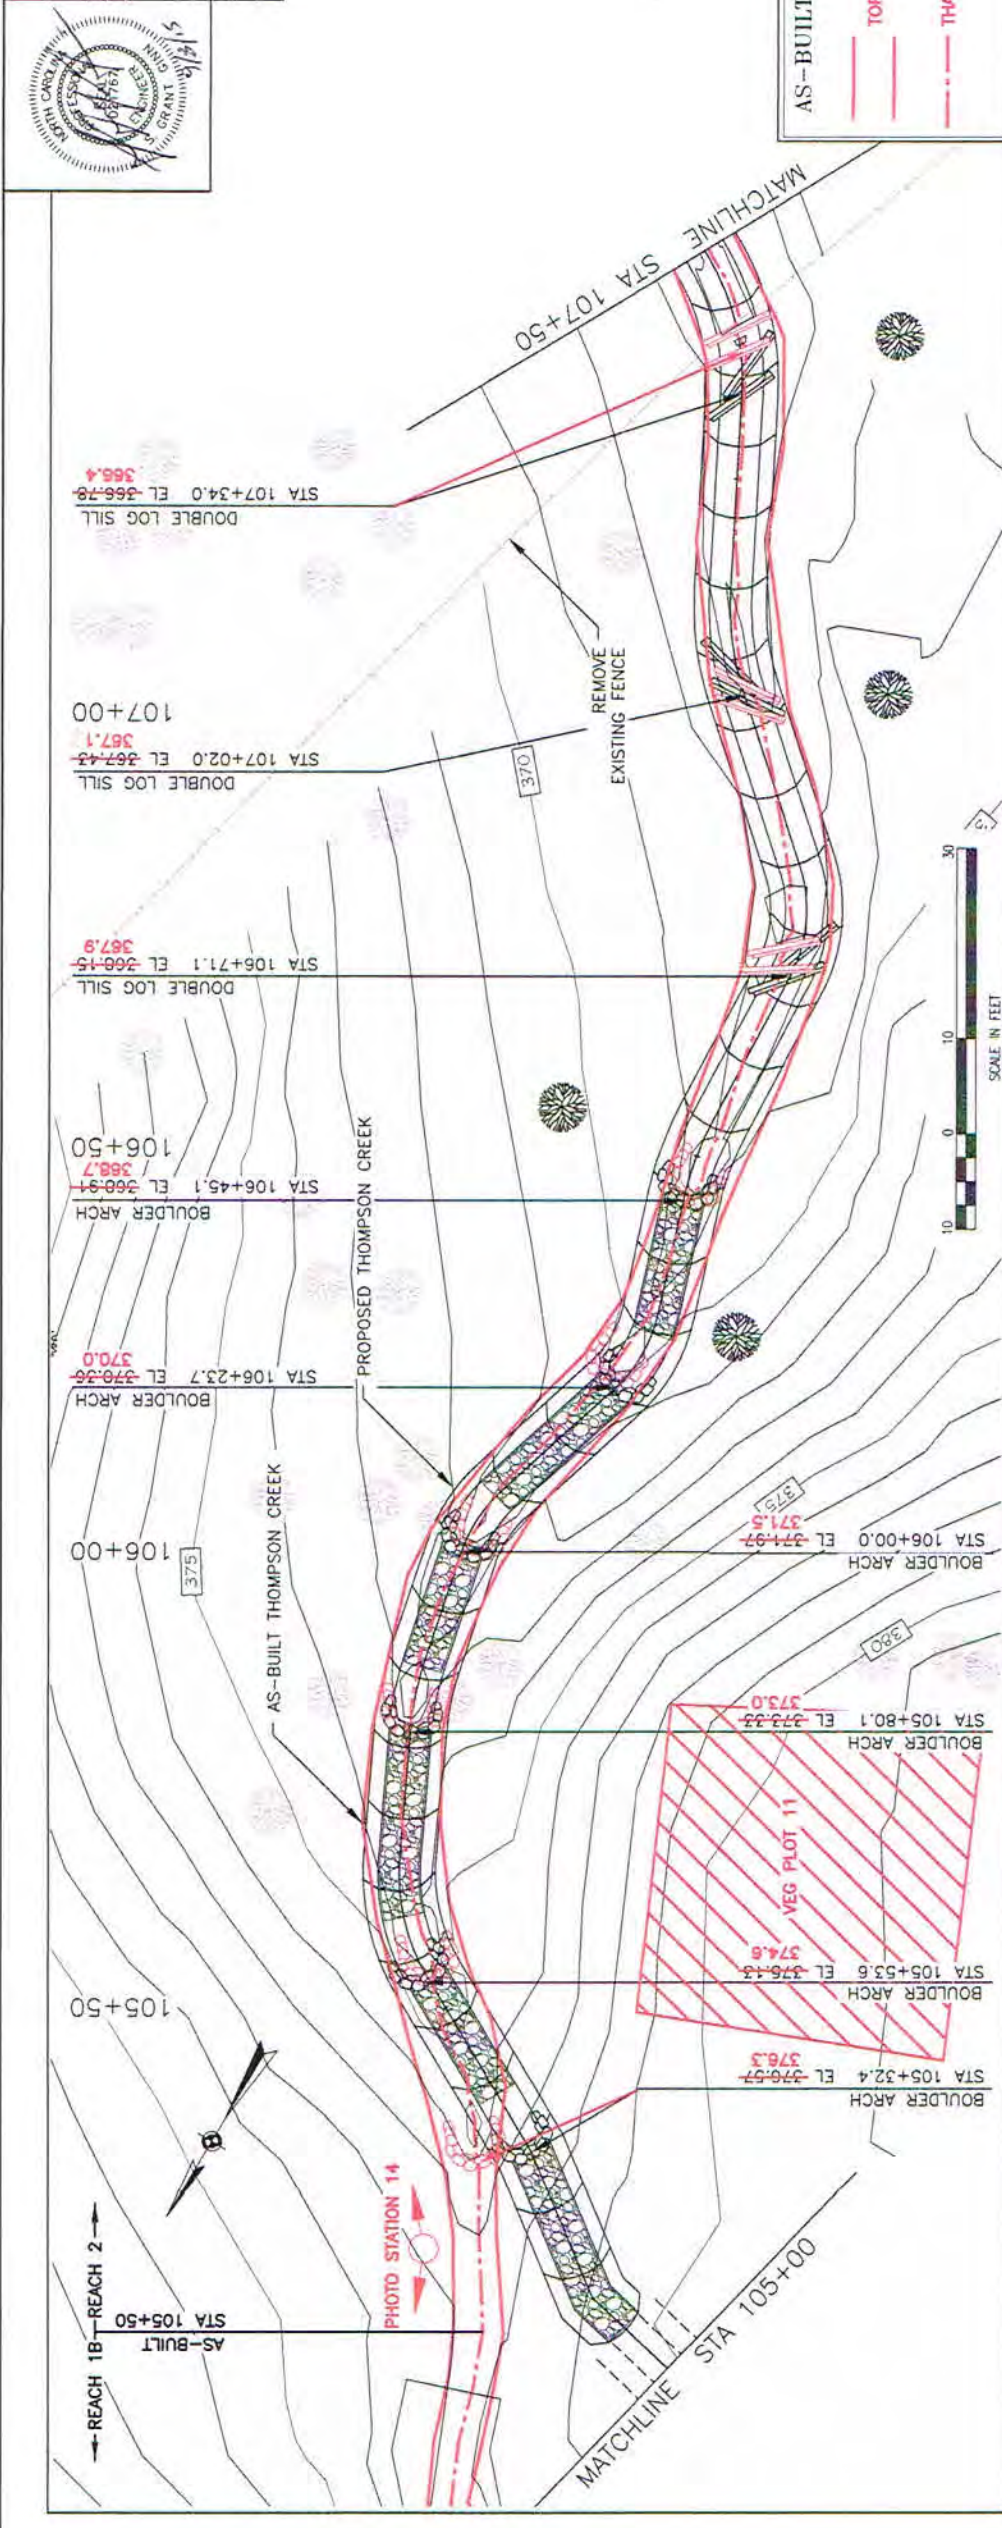 NORTH CAROLINA
PROFESSIONAL
SEAL
ENGINEER
S. GRANT GINN
AS-BUILT
MATCHLINE STA 107+50
DOUBLE LOG SILL
STA 107+34.0 EL 366.78
366.4
107+00
DOUBLE LOG SILL
STA 107+02.0 EL 367.43
367.1
REMOVE
EXISTING FENCE
370
DOUBLE LOG SILL
STA 106+71.1 EL 368.15
367.9
106+50
BOULDER ARCH
STA 106+45.1 EL 368.91
368.7
PROPOSED THOMPSON CREEK
BOULDER ARCH
STA 106+23.7 EL 370.36
370.0
AS-BUILT THOMPSON CREEK
106+00
375
375
BOULDER ARCH
STA 106+00.0 EL 371.97
371.5
380
BOULDER ARCH
STA 105+80.1 EL 373.33
373.0
VEG PLOT 11
BOULDER ARCH
STA 105+53.6 EL 375.13
374.6
105+50
BOULDER ARCH
STA 105+32.4 EL 376.57
376.3
PHOTO STATION 14
REACH 1B REACH 2
AS-BUILT
STA 105+50
MATCHLINE STA 105+00
10 0 10 30
SCALE IN FEET